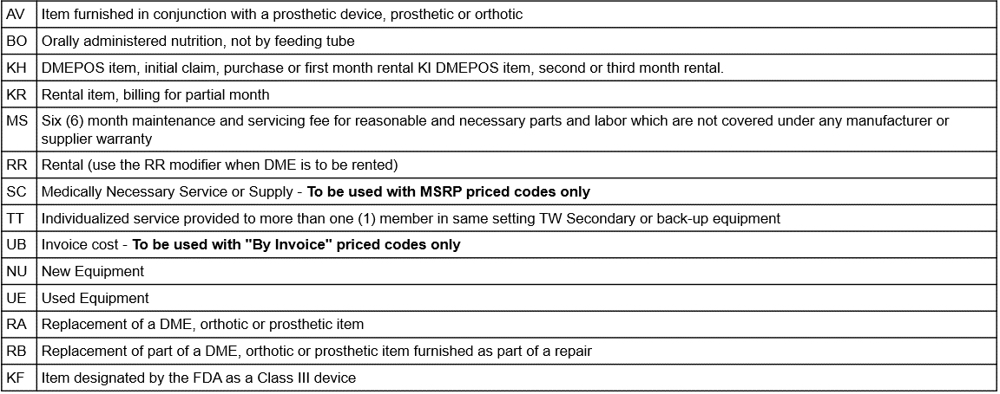 AV Item furnished in conjunction with a prosthetic device, prosthetic or orthotic
BO Orally administered nutrition, not by feeding tube
KH DMEPOS item, initial claim, purchase or first month rental KI DMEPOS item, second or third month rental.
KR Rental item, billing for partial month
MS Six (6) month maintenance and servicing fee for reasonable and necessary parts and labor which are not covered under any manufacturer or
supplier warranty
RR Rental (use the RR modifier when DME is to be rented)
SC Medically Necessary Service or Supply - To be used with MSRP priced codes only
TT Individualized service provided to more than one (1) member in same setting TW Secondary or back-up equipment
UB Invoice cost - To be used with "By Invoice" priced codes only
NU New Equipment
UE Used Equipment
RA Replacement of a DME, orthotic or prosthetic item
RB Replacement of part of a DME, orthotic or prosthetic item furnished as part of a repair
KF Item designated by the FDA as a Class III device